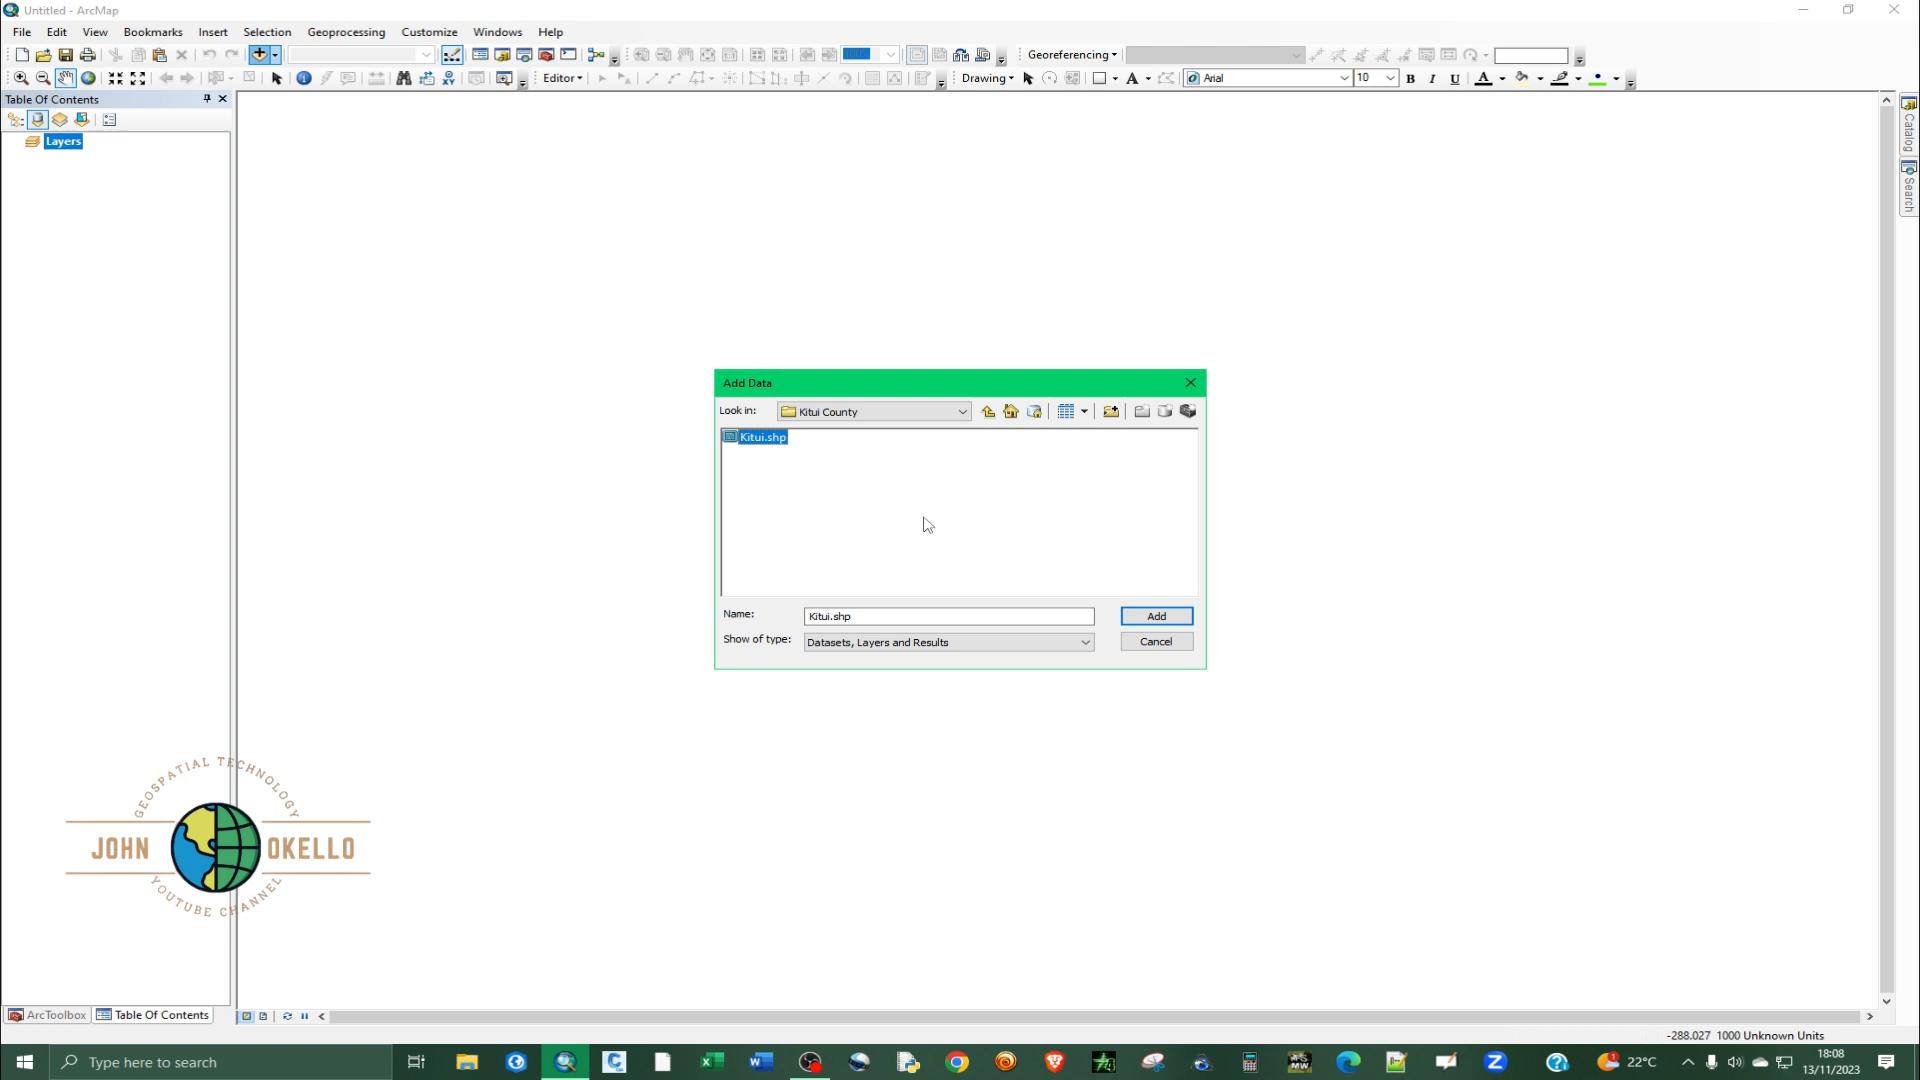 Untitled - ArcMap
File Edit View Bookmarks Insert Selection Geoprocessing Customize Windows Help
Georeferencing
Editor Drawing Arial 10 B I U A
Table Of Contents
Layers
Catalog
Search
Add Data
Look in: Kitui County
Kitui.shp
Name: Kitui.shp Add
Show of type: Datasets, Layers and Results Cancel
GEOSPATIAL TECHNOLOGY
JOHN OKELLO
YOUTUBE CHANNEL
ArcToolbox Table Of Contents
-288.027 1000 Unknown Units
Type here to search
22°C
18:08
13/11/2023